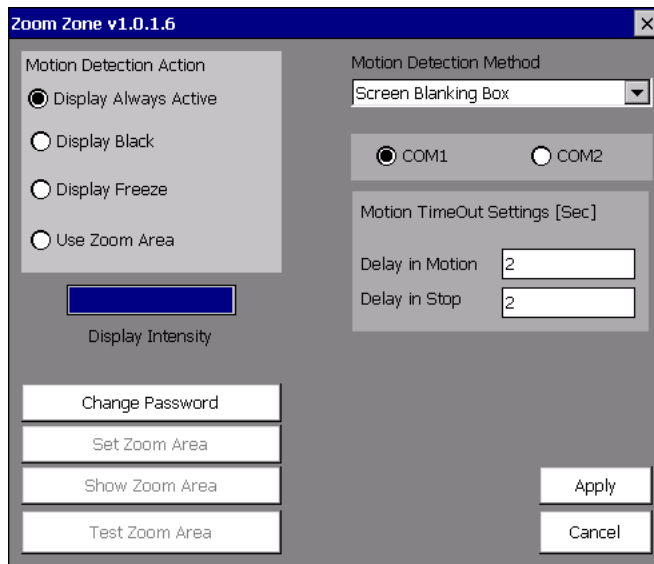 Zoom Zone v1.0.1.6
Motion Detection Action
Display Always Active
Display Black
Display Freeze
Use Zoom Area
Display Intensity
Change Password
Set Zoom Area
Show Zoom Area
Test Zoom Area
Motion Detection Method
Screen Blanking Box
COM1 COM2
Motion TimeOut Settings [Sec]
Delay in Motion 2
Delay in Stop 2
Apply
Cancel